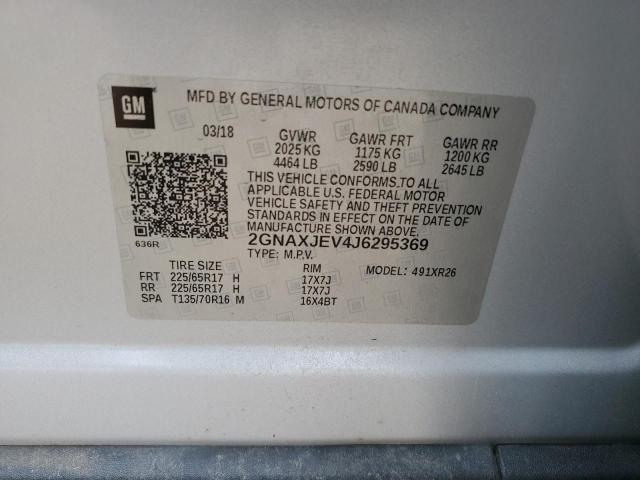 GM
MFD BY GENERAL MOTORS OF CANADA COMPANY
03/18 GVWR GAWR FRT GAWR RR
2025 KG 1175 KG 1200 KG
4464 LB 2590 LB 2645 LB
THIS VEHICLE CONFORMS TO ALL
APPLICABLE U.S. FEDERAL MOTOR
VEHICLE SAFETY AND THEFT PREVENTION
STANDARDS IN EFFECT ON THE DATE OF
MANUFACTURE SHOWN ABOVE.
636R 2GNAXJEV4J6295369
TYPE: M.P.V.
TIRE SIZE RIM MODEL: 491XR26
FRT 225/65R17 H 17X7J
RR 225/65R17 H 17X7J
SPA T135/70R16 M 16X4BT